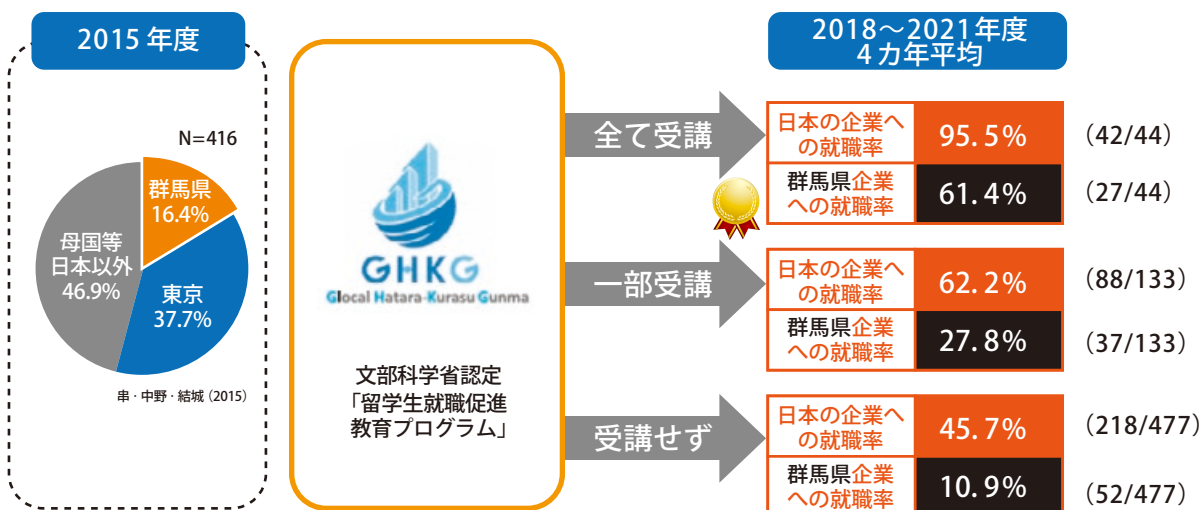 2015年度
N=416
群馬県
16.4%
母国等
日本以外
46.9%
東京
37.7%
串・中野・結城（2015）
GHKG
Glocal Hatara-Kurasu Gunma
文部科学省認定
「留学生就職促進
教育プログラム」
2018～2021年度
4カ年平均
全て受講
日本の企業へ
の就職率
95.5%
（42/44）
群馬県企業
への就職率
61.4%
（27/44）
一部受講
日本の企業へ
の就職率
62.2%
（88/133）
群馬県企業
への就職率
27.8%
（37/133）
受講せず
日本の企業へ
の就職率
45.7%
（218/477）
群馬県企業
への就職率
10.9%
（52/477）